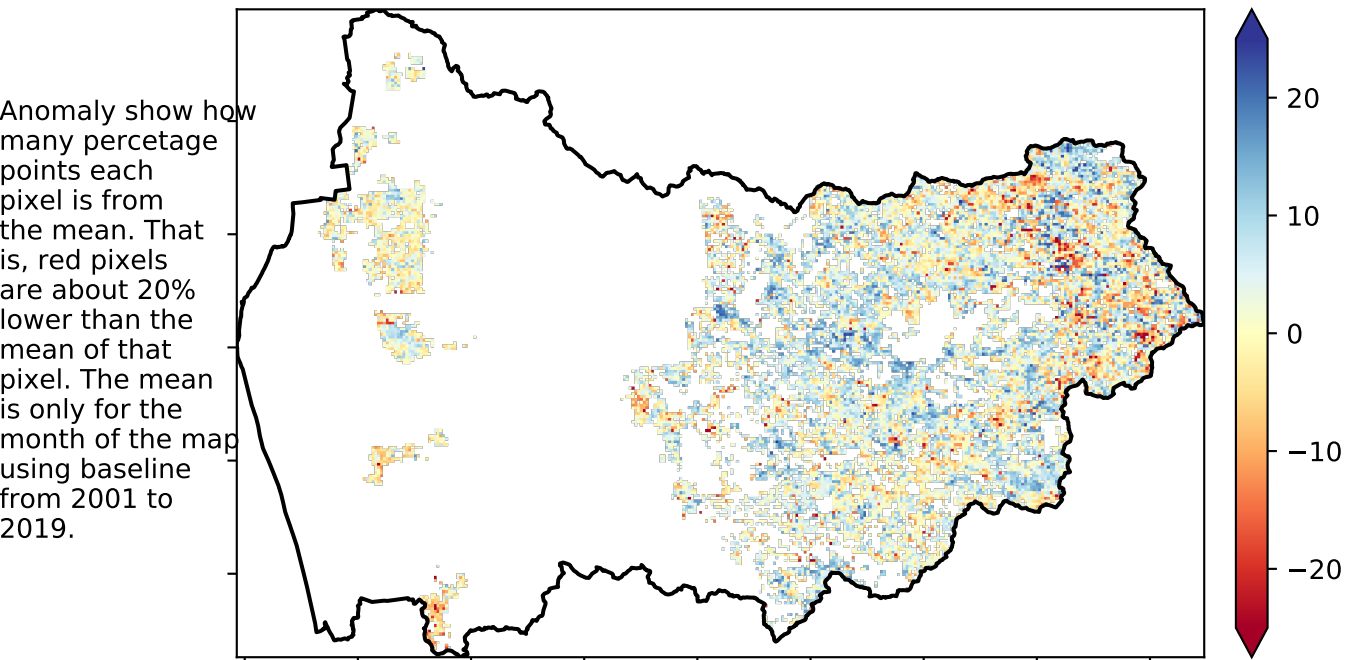 Anomaly show how
many percetage
points each
pixel is from
the mean. That
is, red pixels
are about 20%
lower than the
mean of that
pixel. The mean
is only for the
month of the map
using baseline
from 2001 to
2019.
20
10
0
−10
−20